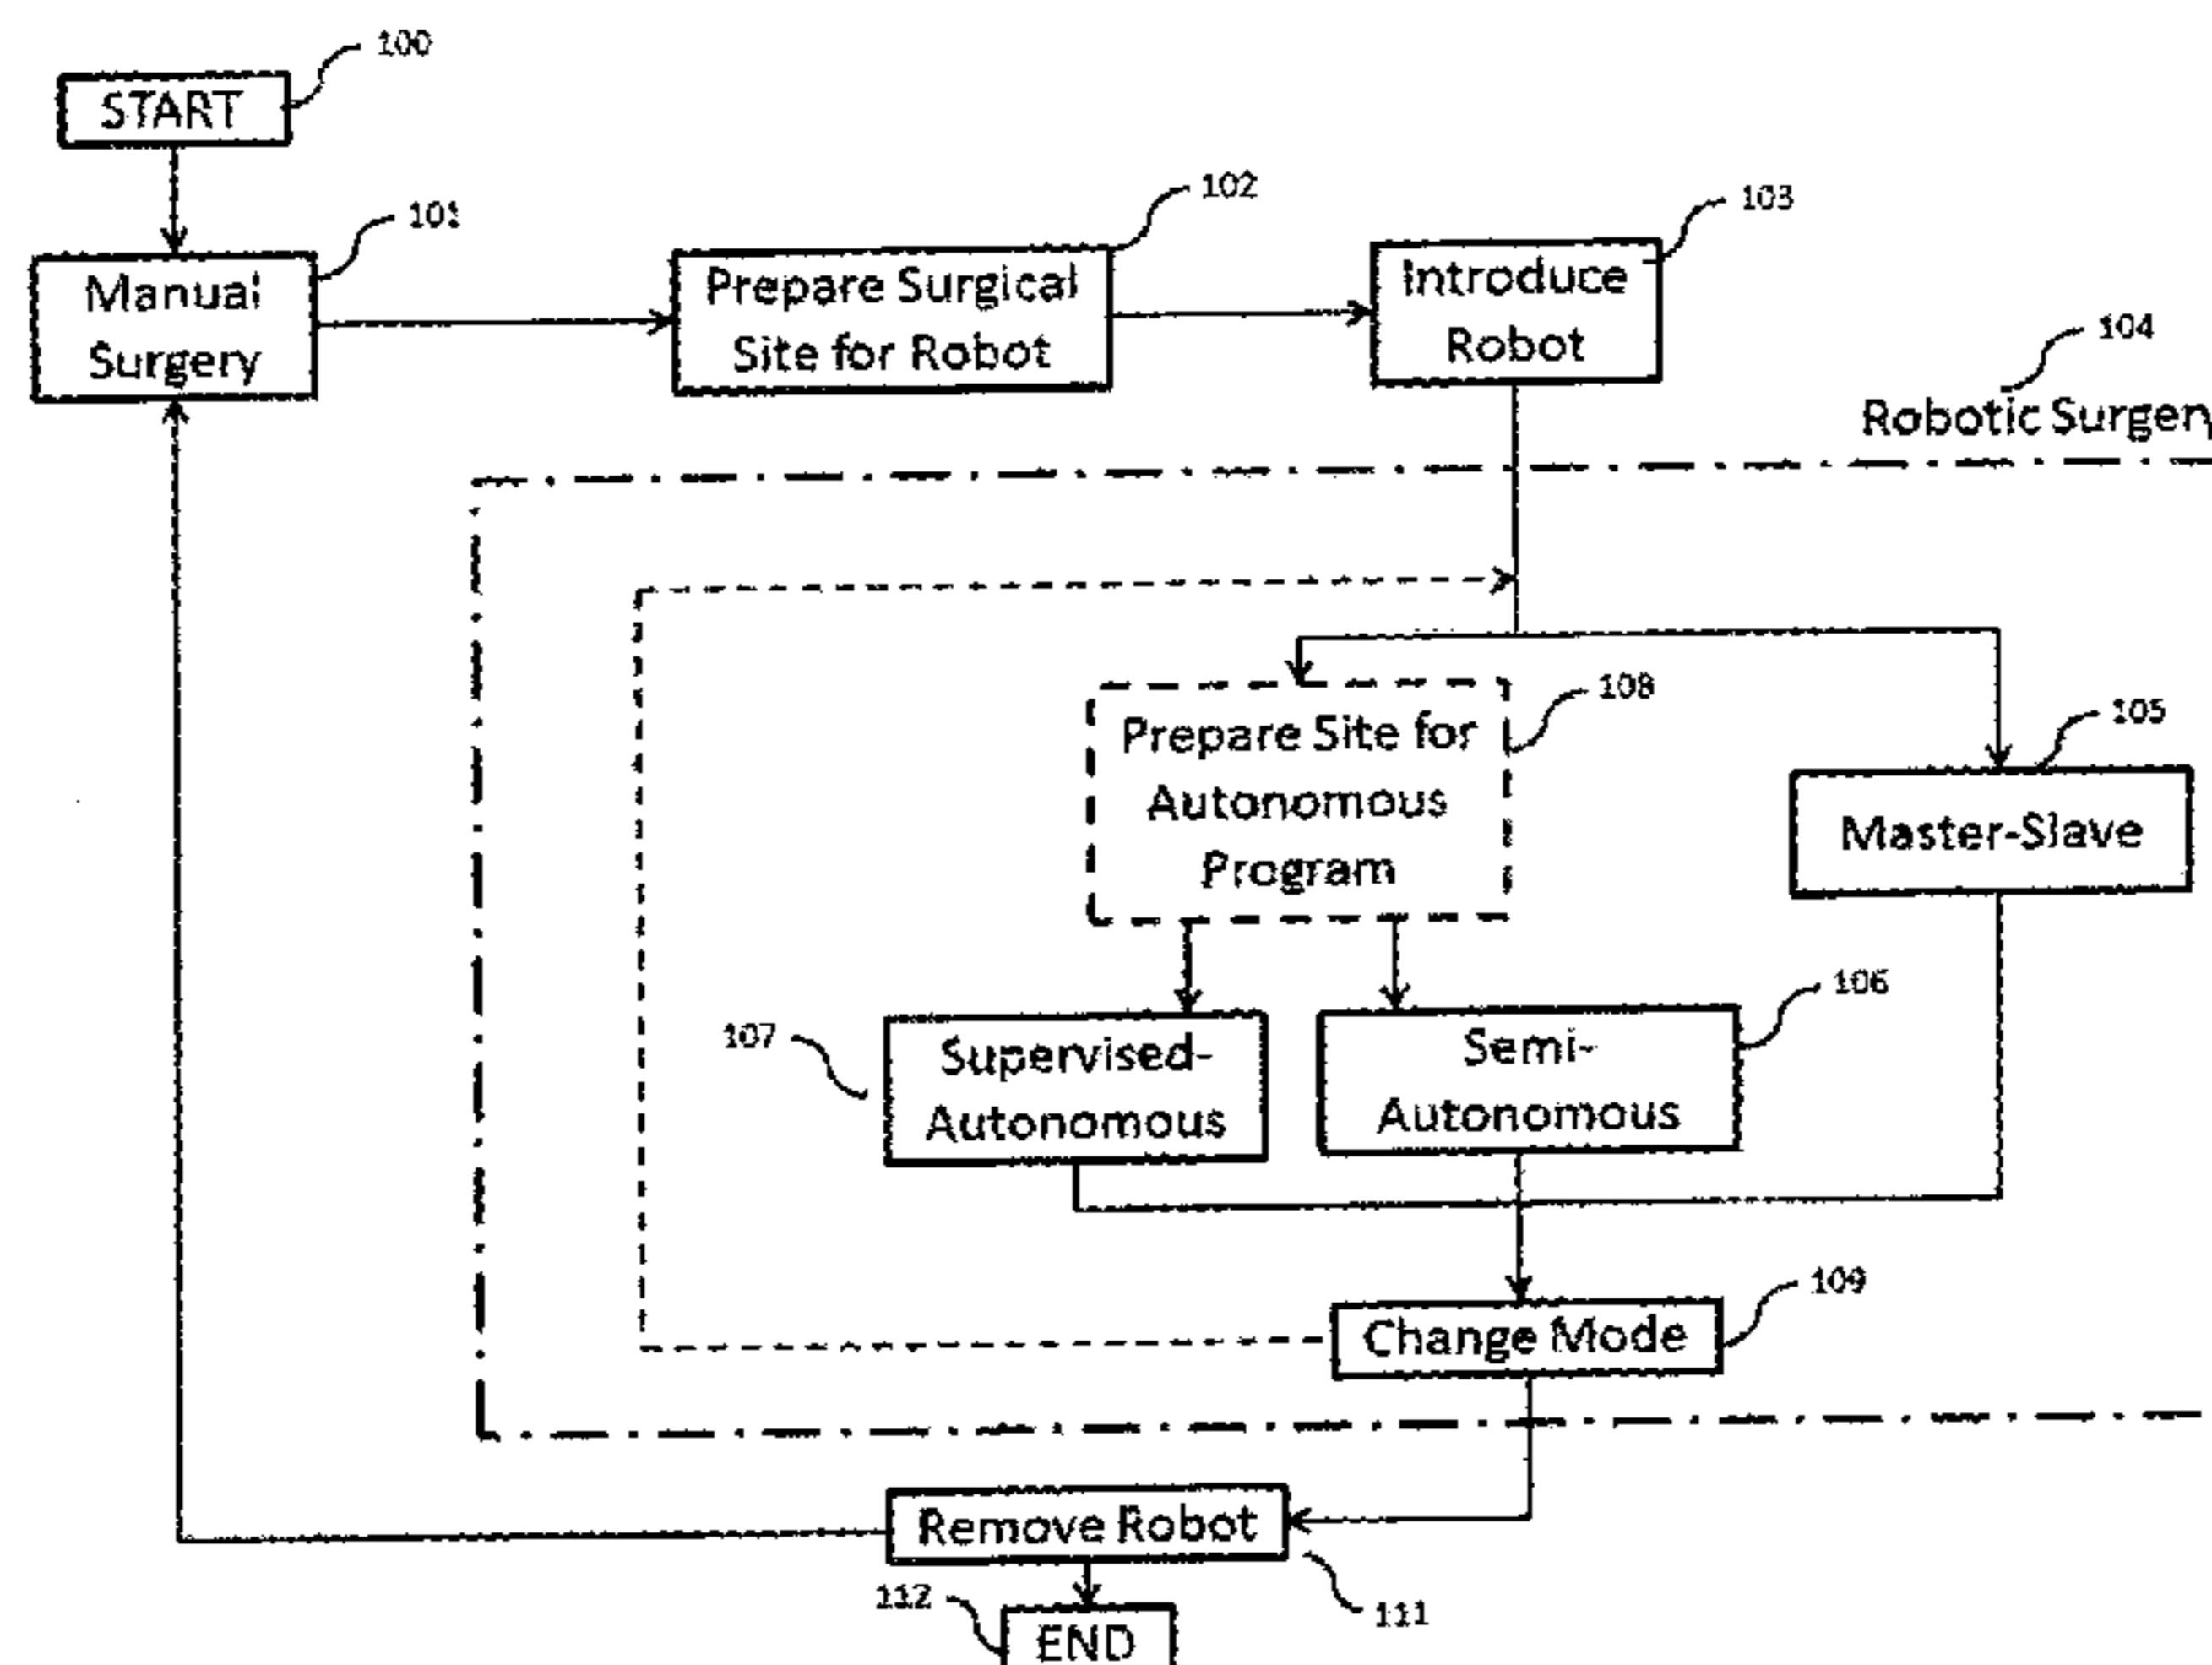 100
START
101
Manual
Surgery
102
Prepare Surgical
Site for Robot
103
Introduce
Robot
104
Robotic Surgery
108
Prepare Site for
Autonomous
Program
105
Master-Slave
107
Supervised-
Autonomous
106
Semi-
Autonomous
109
Change Mode
Remove Robot
111
112
END